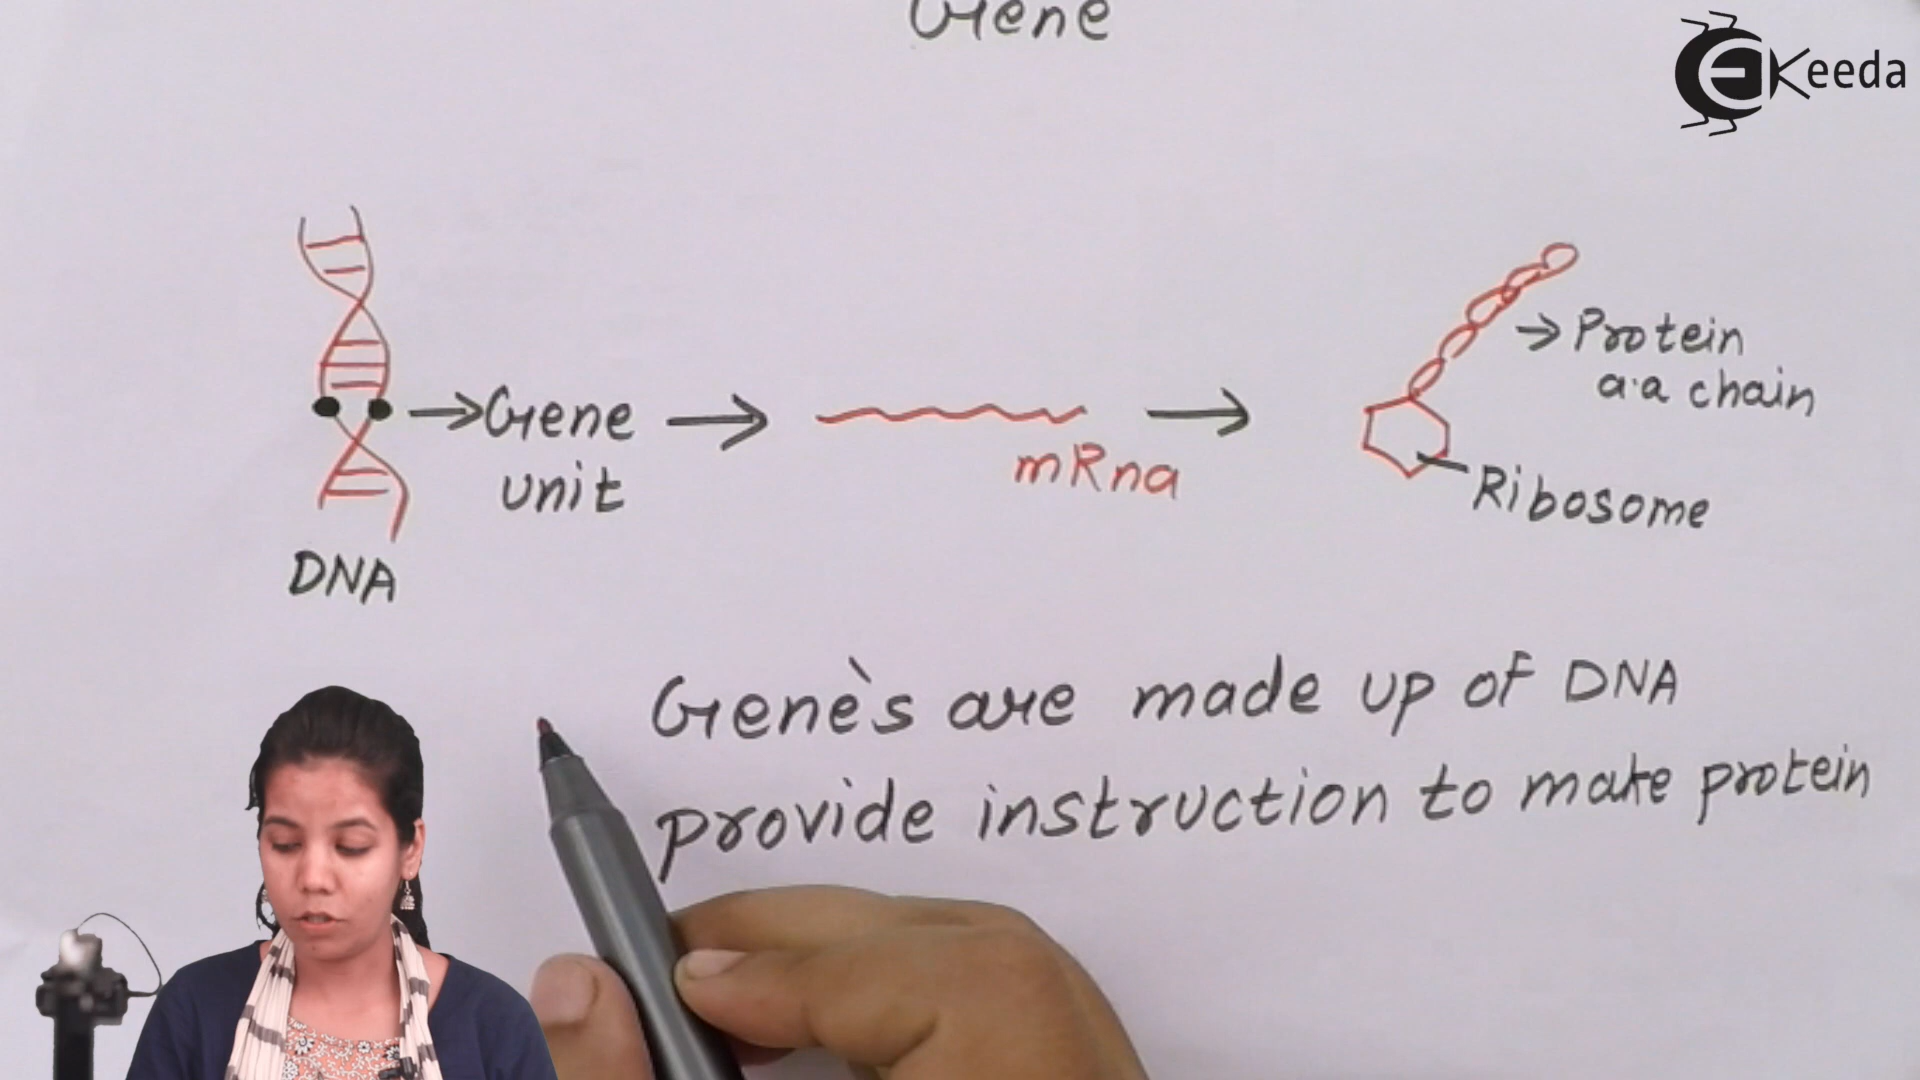 Gene
EKeeda
Gene
unit
mRna
DNA
Protein
a.a chain
Ribosome
Gene's are made up of DNA
provide instruction to make protein